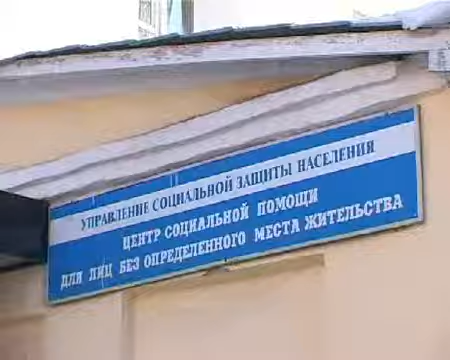 УПРАВЛЕНИЕ СОЦИАЛЬНОЙ ЗАЩИТЫ НАСЕЛЕНИЯ
ЦЕНТР СОЦИАЛЬНОЙ ПОМОЩИ
ДЛЯ ЛИЦ БЕЗ ОПРЕДЕЛЕННОГО МЕСТА ЖИТЕЛЬСТВА